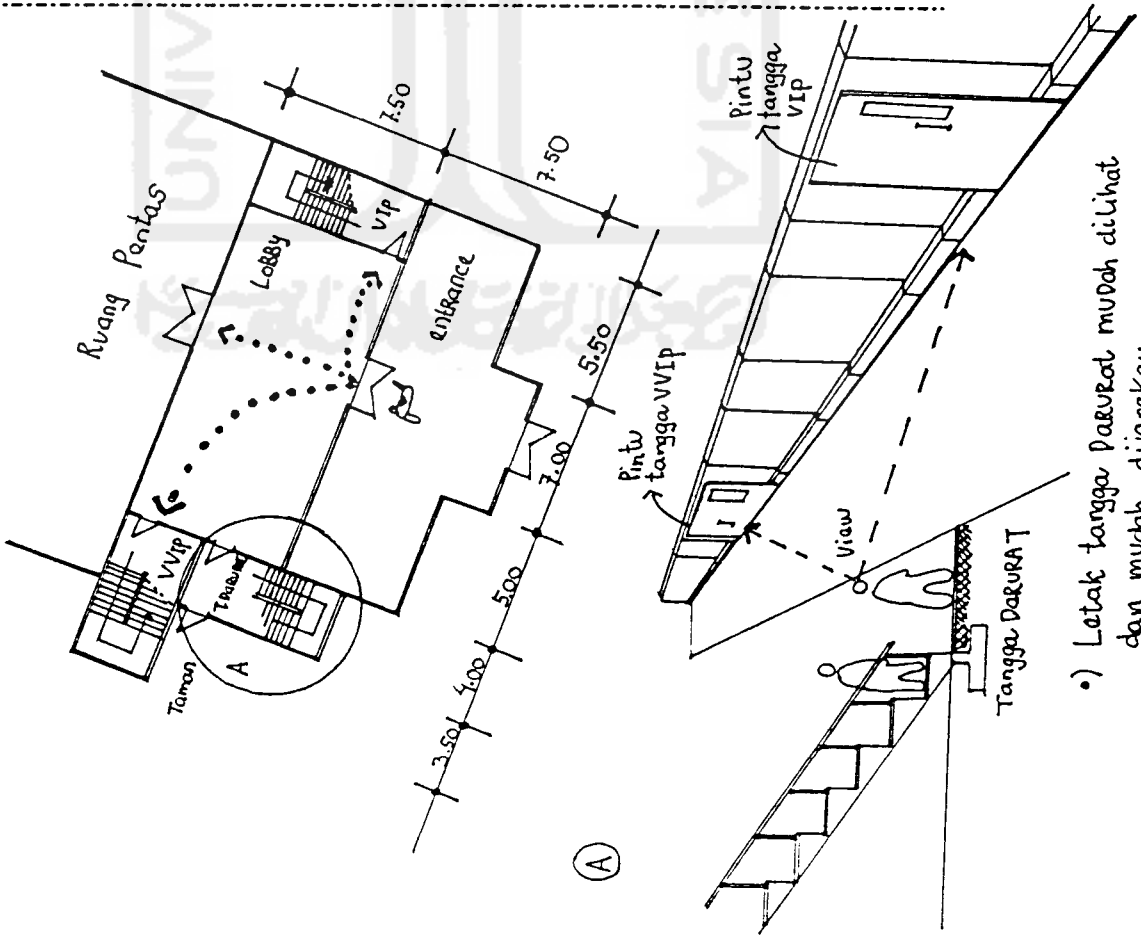 Ruang Pentas
LOBBY
VIP
entrance
VVIP
Taman
A
7.50
7.50
3.50
4.00
5.00
7.00
5.50
A
Pintu
tangga VVIP
Pintu
tangga
VIP
View
Tangga DARURAT
•) Letak tangga DARURAT muDah dilihat
dan mudah dijangkau